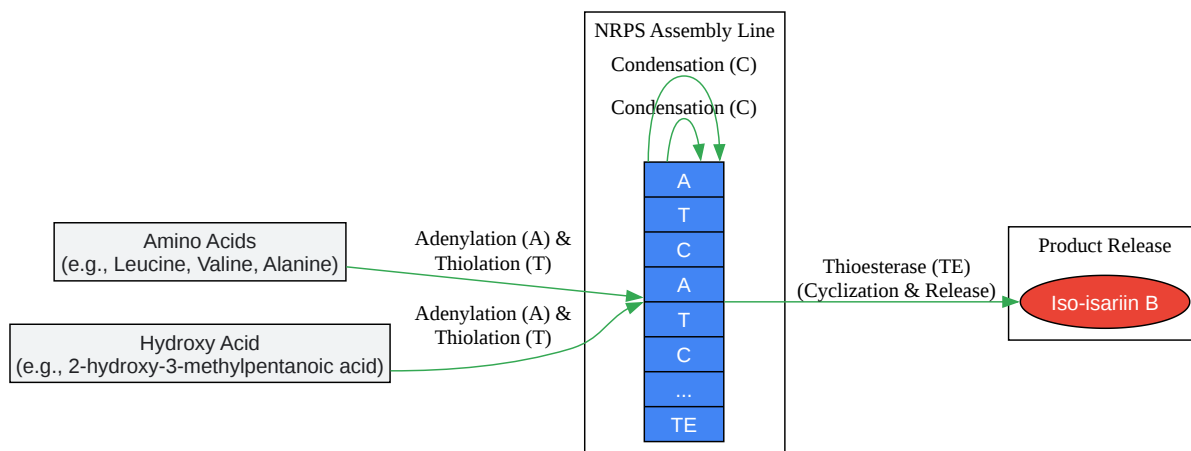 NRPS Assembly Line
Condensation (C)
Condensation (C)
A
T
C
A
T
C
...
TE
Amino Acids
(e.g., Leucine, Valine, Alanine)
Adenylation (A) &
Thiolation (T)
Hydroxy Acid
(e.g., 2-hydroxy-3-methylpentanoic acid)
Adenylation (A) &
Thiolation (T)
Thioesterase (TE)
(Cyclization & Release)
Product Release
Iso-isariin B